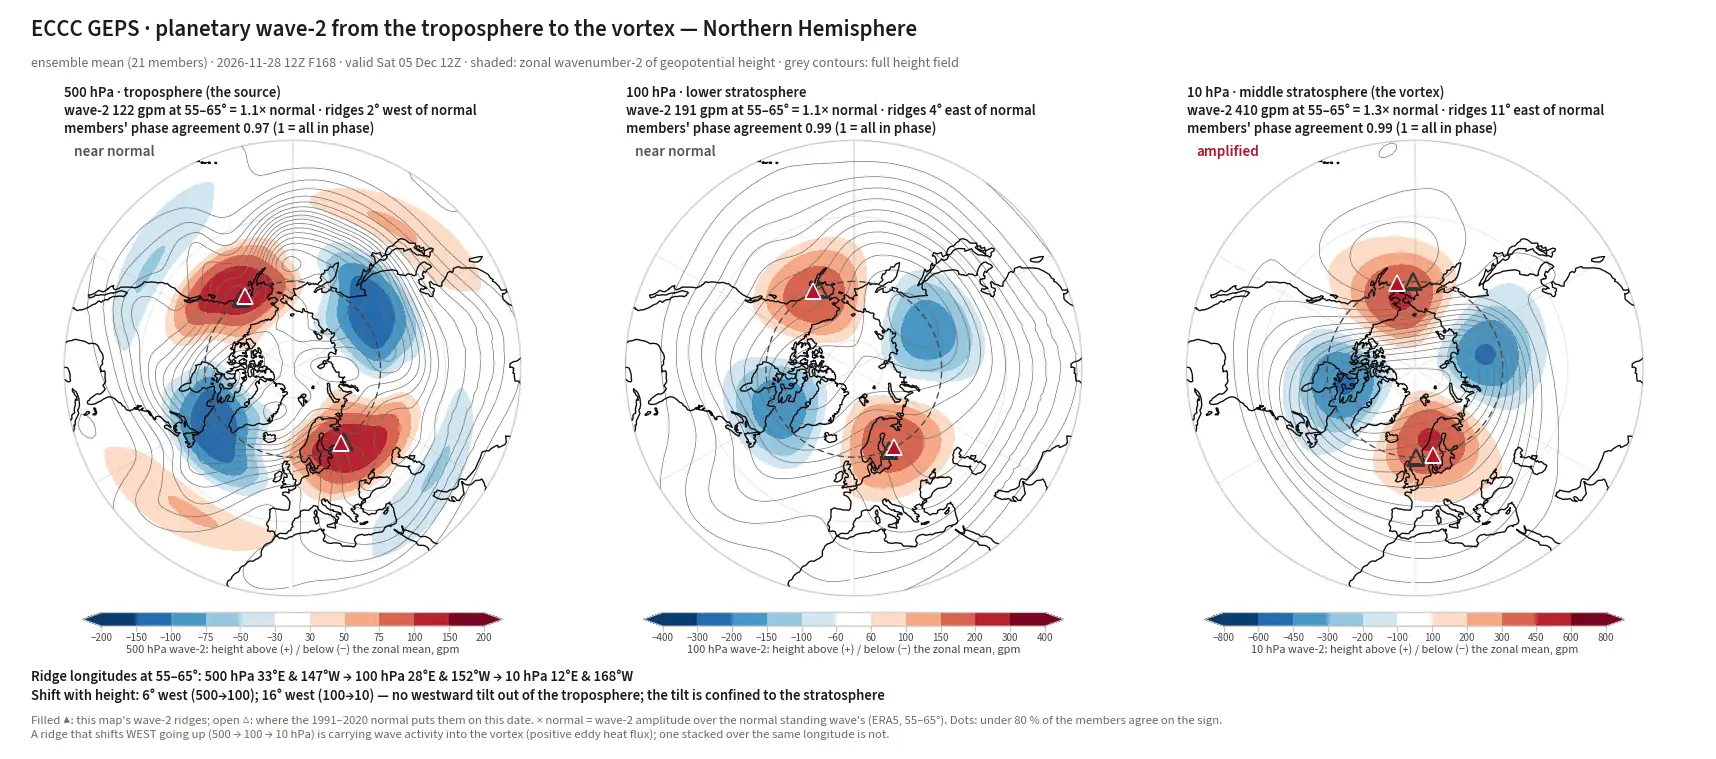 ECCC GEPS · planetary wave-2 from the troposphere to the vortex — Northern Hemisphere
ensemble mean (21 members) · 2026-11-28 12Z F168 · valid Sat 05 Dec 12Z · shaded: zonal wavenumber-2 of geopotential height · grey contours: full height field
500 hPa · troposphere (the source)
wave-2 122 gpm at 55–65° = 1.1× normal · ridges 2° west of normal
members' phase agreement 0.97 (1 = all in phase)
near normal
100 hPa · lower stratosphere
wave-2 191 gpm at 55–65° = 1.1× normal · ridges 4° east of normal
members' phase agreement 0.99 (1 = all in phase)
near normal
10 hPa · middle stratosphere (the vortex)
wave-2 410 gpm at 55–65° = 1.3× normal · ridges 11° east of normal
members' phase agreement 0.99 (1 = all in phase)
amplified
−200 −150 −100 −75 −50 −30 30 50 75 100 150 200
500 hPa wave-2: height above (+) / below (−) the zonal mean, gpm
−400 −300 −200 −150 −100 −60 60 100 150 200 300 400
100 hPa wave-2: height above (+) / below (−) the zonal mean, gpm
−800 −600 −450 −300 −200 −100 100 200 300 450 600 800
10 hPa wave-2: height above (+) / below (−) the zonal mean, gpm
Ridge longitudes at 55–65°: 500 hPa 33°E & 147°W → 100 hPa 28°E & 152°W → 10 hPa 12°E & 168°W
Shift with height: 6° west (500→100); 16° west (100→10) — no westward tilt out of the troposphere; the tilt is confined to the stratosphere
Filled ▲: this map's wave-2 ridges; open △: where the 1991–2020 normal puts them on this date. × normal = wave-2 amplitude over the normal standing wave's (ERA5, 55–65°). Dots: under 80 % of the members agree on the sign.
A ridge that shifts WEST going up (500 → 100 → 10 hPa) is carrying wave activity into the vortex (positive eddy heat flux); one stacked over the same longitude is not.